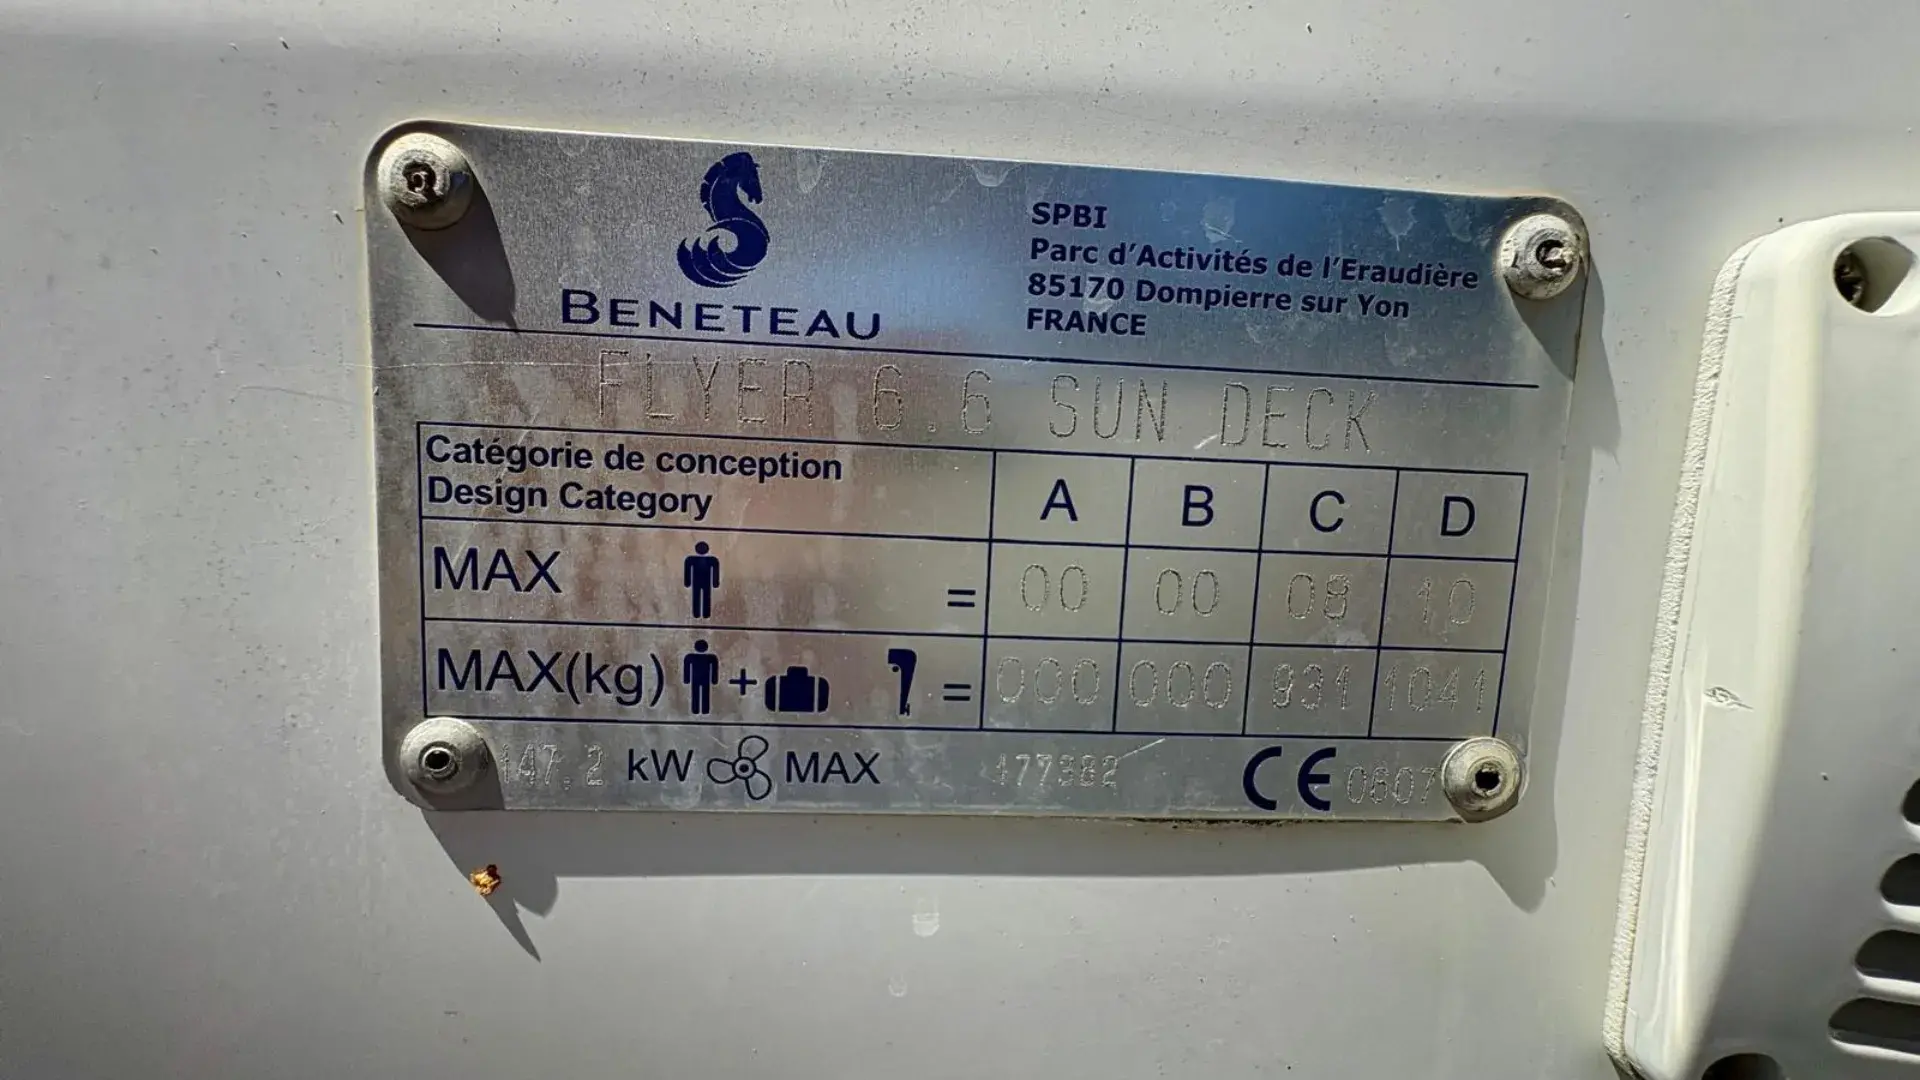 BENETEAU
SPBI
Parc d'Activités de l'Eraudière
85170 Dompierre sur Yon
FRANCE
FLYER 6.6 SUN DECK
Catégorie de conception
Design Category
A B C D
MAX = 00 00 08 10
MAX(kg) + = 000 000 931 1041
147.2 kW MAX 177382 CE 0607